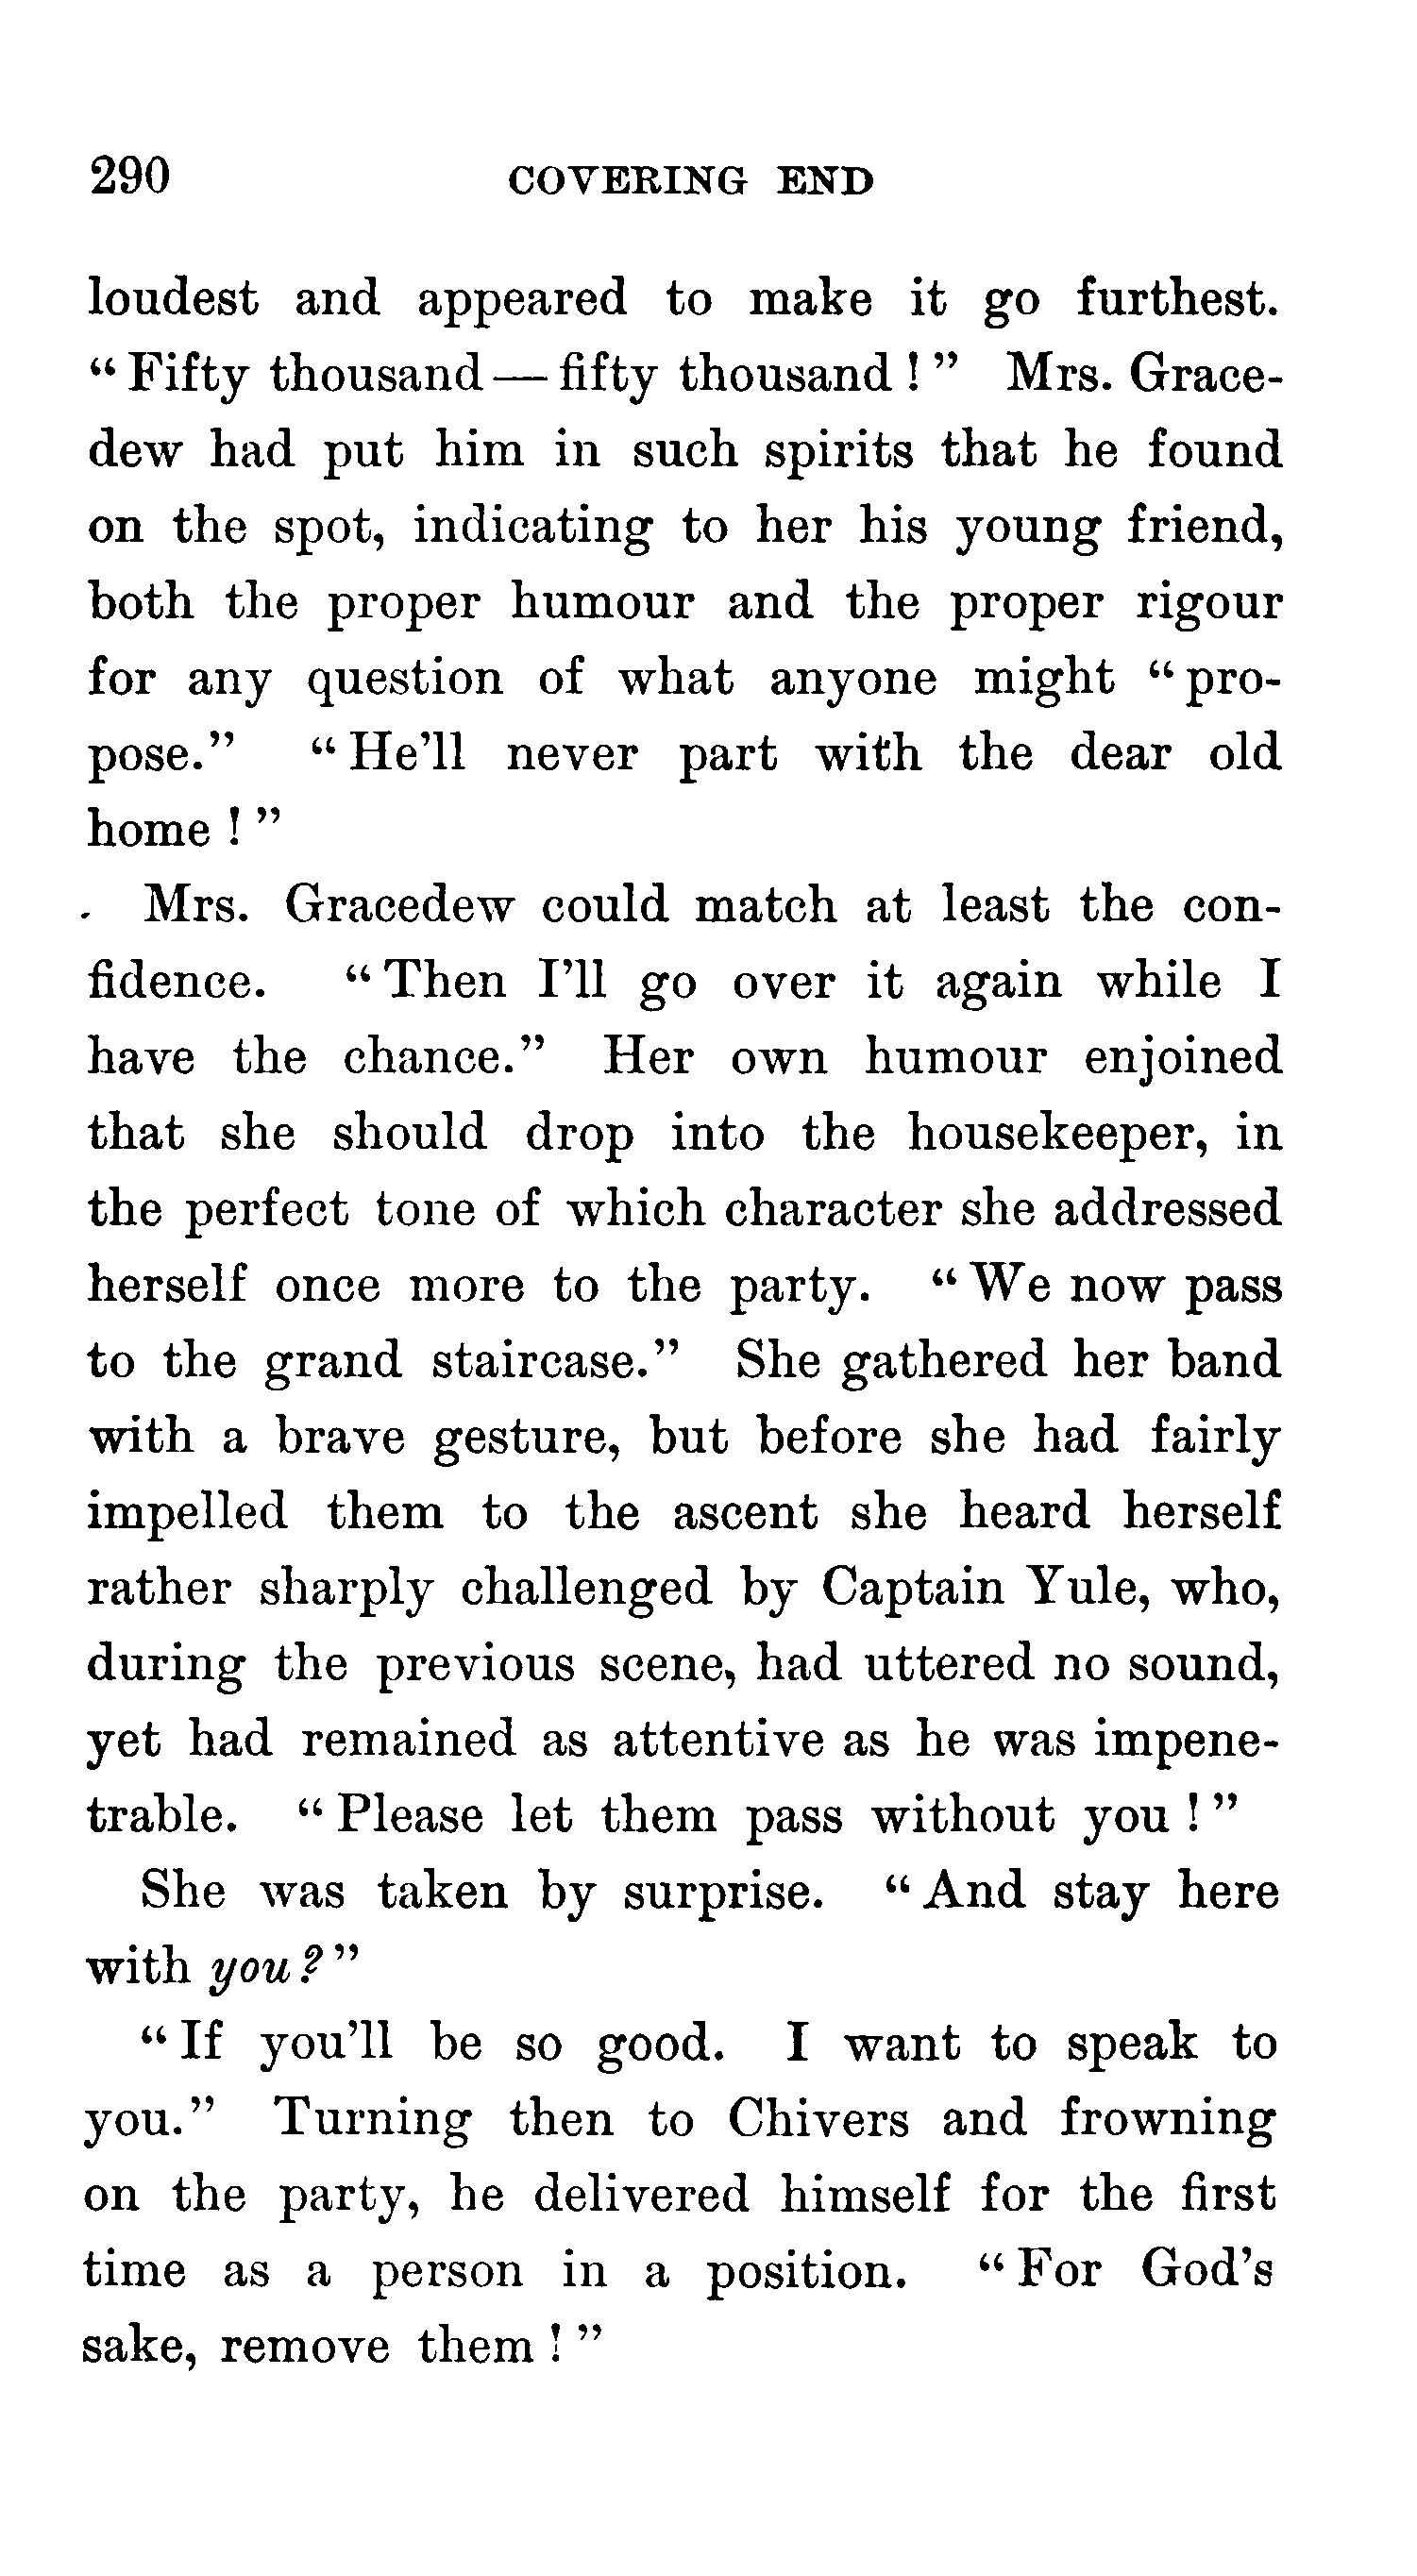 290 COVERING END
loudest and appeared to make it go furthest.
“Fifty thousand—fifty thousand!” Mrs. Grace-
dew had put him in such spirits that he found
on the spot, indicating to her his young friend,
both the proper humour and the proper rigour
for any question of what anyone might “pro-
pose.” “He’ll never part with the dear old
home!”
Mrs. Gracedew could match at least the con-
fidence. “Then I’ll go over it again while I
have the chance.” Her own humour enjoined
that she should drop into the housekeeper, in
the perfect tone of which character she addressed
herself once more to the party. “We now pass
to the grand staircase.” She gathered her band
with a brave gesture, but before she had fairly
impelled them to the ascent she heard herself
rather sharply challenged by Captain Yule, who,
during the previous scene, had uttered no sound,
yet had remained as attentive as he was impene-
trable. “Please let them pass without you!”
She was taken by surprise. “And stay here
with you?”
“If you’ll be so good. I want to speak to
you.” Turning then to Chivers and frowning
on the party, he delivered himself for the first
time as a person in a position. “For God’s
sake, remove them!”